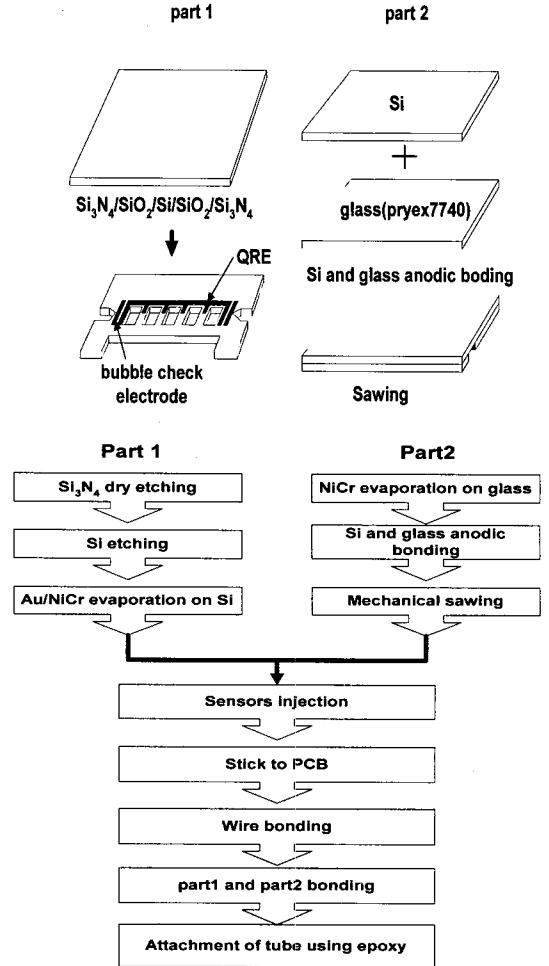 part 1
part 2
Si
+
Si₃N₄/SiO₂/Si/SiO₂/Si₃N₄
glass(pryex7740)
QRE
Si and glass anodic boding
bubble check
electrode
Sawing
Part 1
Part2
Si₃N₄ dry etching
NiCr evaporation on glass
Si etching
Si and glass anodic
bonding
Au/NiCr evaporation on Si
Mechanical sawing
Sensors injection
Stick to PCB
Wire bonding
part1 and part2 bonding
Attachment of tube using epoxy